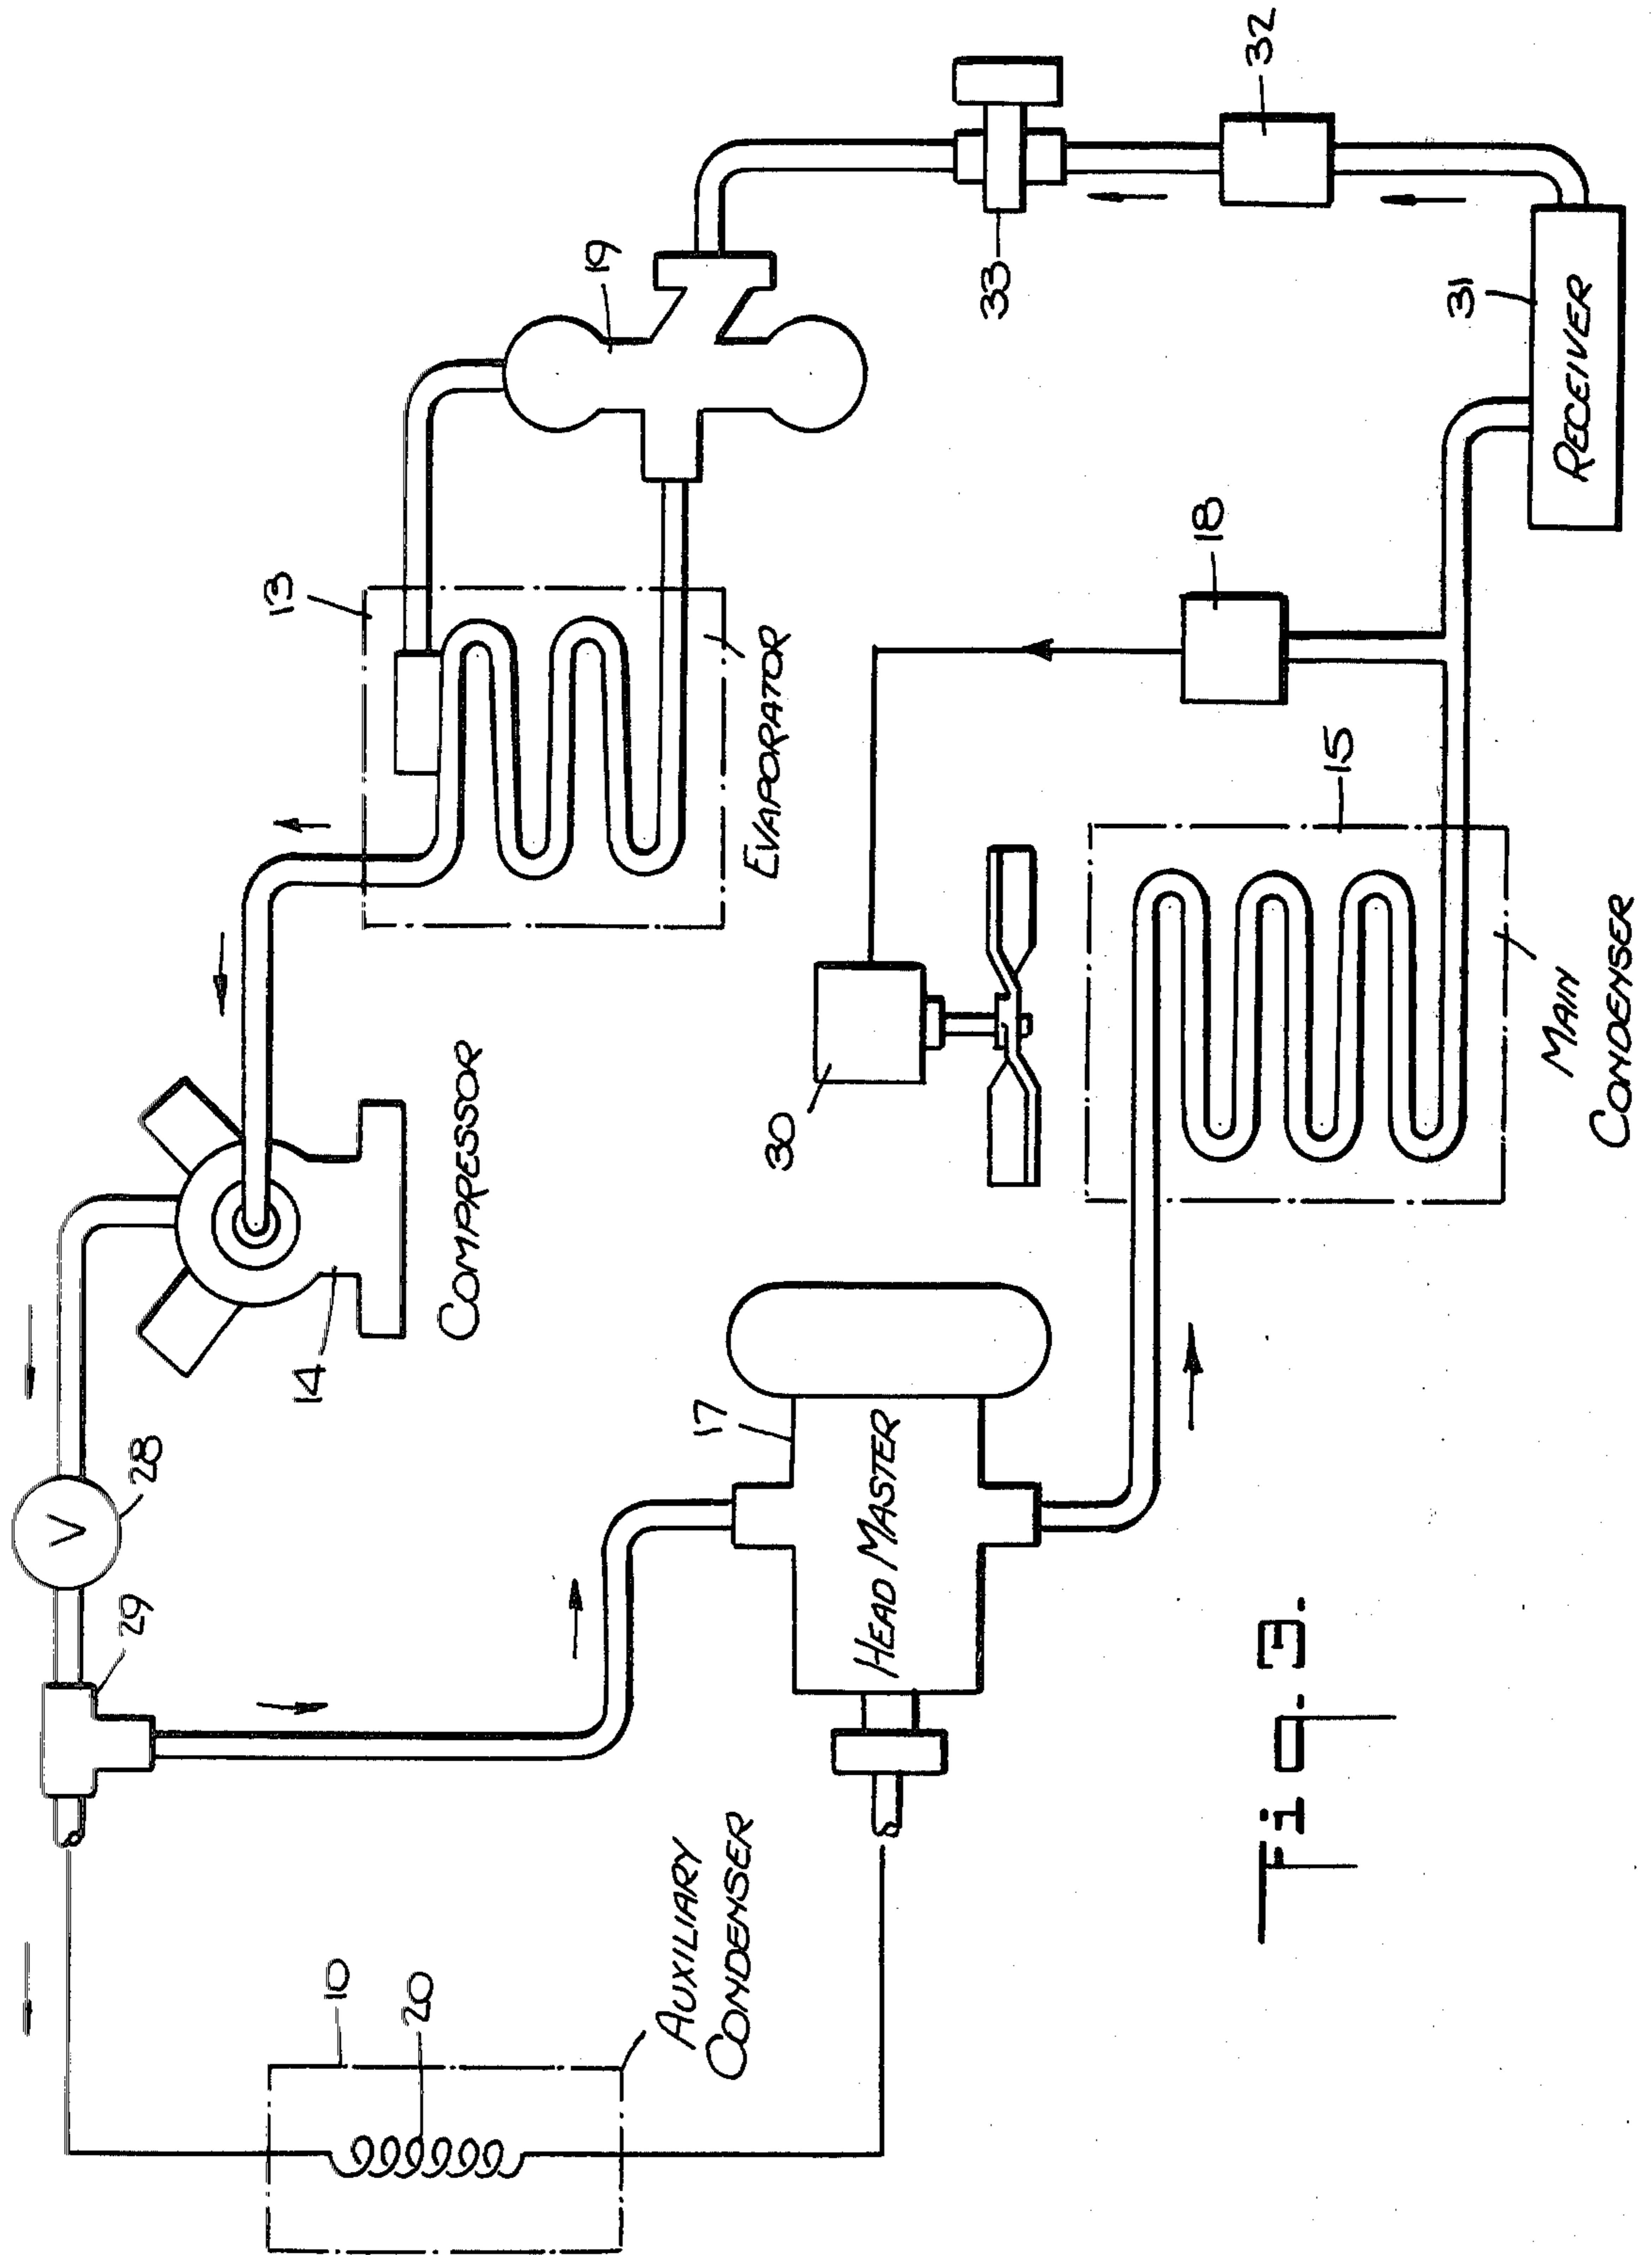 10
20
AUXILIARY
CONDENSER
29
V
28
14
COMPRESSOR
13
EVAPORATOR
19
17
HEAD MASTER
30
18
33
32
15
MAIN
CONDENSER
31
RECEIVER
Fig. 3.